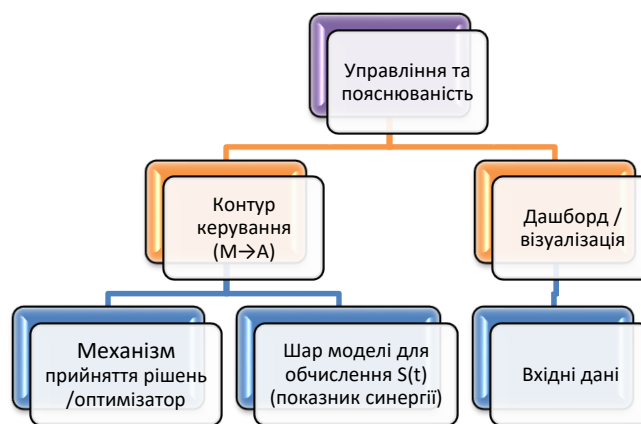 Управління та
пояснюваність
Контур
керування
(M→A)
Дашборд /
візуалізація
Механізм
прийняття рішень
/оптимізатор
Шар моделі для
обчислення S(t)
(показник синергії)
Вхідні дані